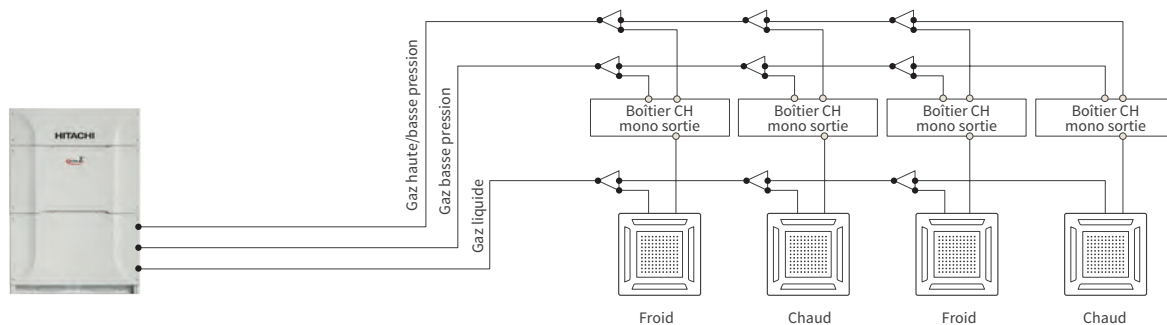 Gaz haute/basse pression
Gaz basse pression
Gaz liquide
HITACHI
Boîtier CH
mono sortie
Boîtier CH
mono sortie
Boîtier CH
mono sortie
Boîtier CH
mono sortie
Froid
Chaud
Froid
Chaud